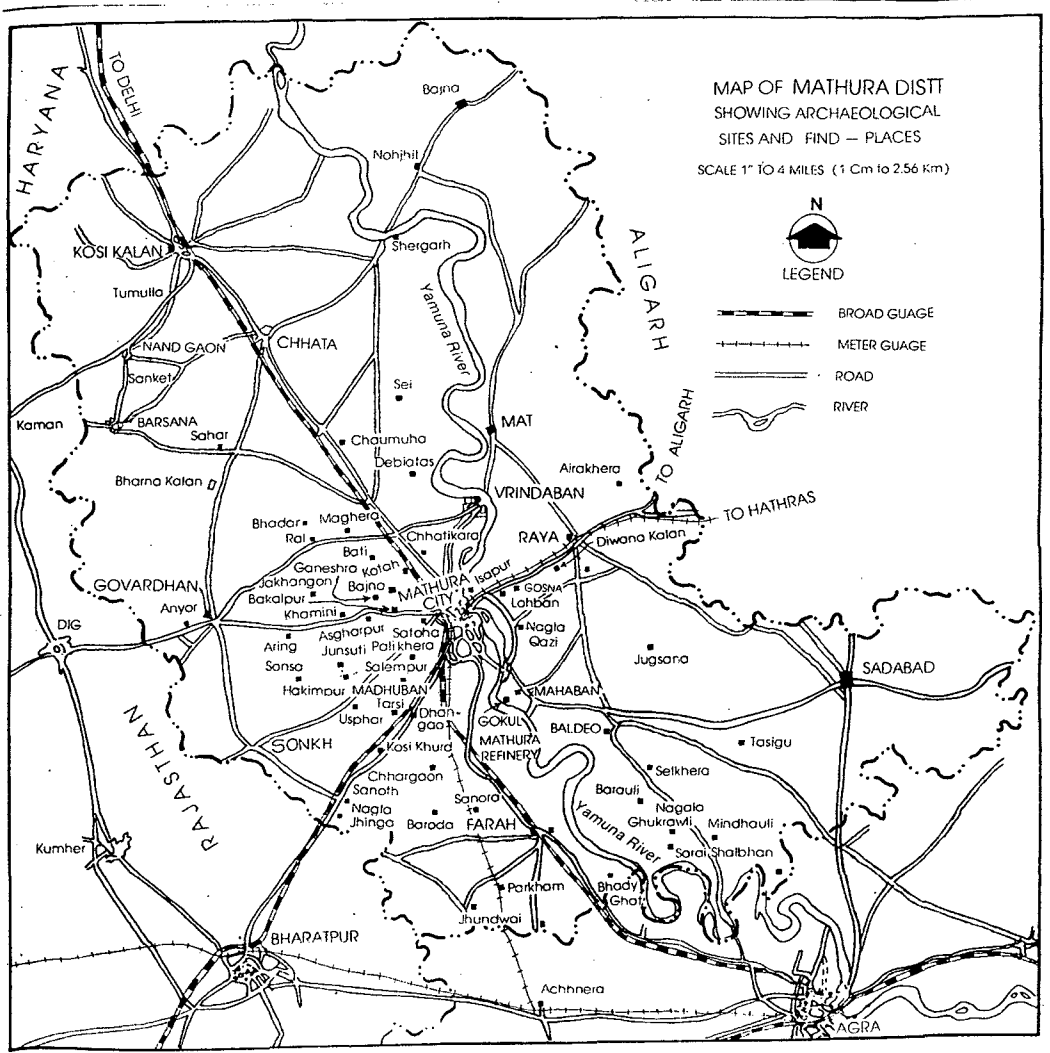 MAP OF MATHURA DISTT
SHOWING ARCHAEOLOGICAL
SITES AND FIND – PLACES
SCALE 1" TO 4 MILES (1 Cm to 2.56 Km)
N
LEGEND
BROAD GUAGE
METER GUAGE
ROAD
RIVER
HARYANA
TO DELHI
Bajna
Nohjhil
ALIGARH
KOSI KALAN
Shergarh
Tumulla
Yamuna River
NAND GAON
CHHATA
Sanket
Sei
TO ALIGARH
Kaman
BARSANA
MAT
Sahar
Chaumuha
Debiatas
Airakhera
Bharna Kalan
VRINDABAN
TO HATHRAS
Bhadar
Maghera
Ral
Chhatikara
RAYA
Diwana Kalan
Bati
Ganeshra
Kotah
Isapur
GOVARDHAN
Jakhangon
Bajno
MATHURA
CITY
GOSNA
Bakalpur
Lohban
Anyor
Khamini
DIG
Asgharpur
Satoha
Nagla
Qazi
Aring
Junsuti
Palikhera
Jugsana
Sansa
Salempur
SADABAD
Hakimpur
MADHUBAN
MAHABAN
Tarsi
Usphar
Dhan-
gaon
GOKUL
BALDEO
RAJASTHAN
SONKH
Kosi Khurd
MATHURA
REFINERY
Tasigu
Chhargaon
Selkhera
Sanoth
Barauli
Nagla
Jhinga
Sanora
Nagala
Ghukrawli
Baroda
FARAH
Yamuna River
Mindhauli
Kumher
Sarai Shalbhan
Parkham
Bhady
Ghat
Jhundwai
BHARATPUR
Achhnera
AGRA